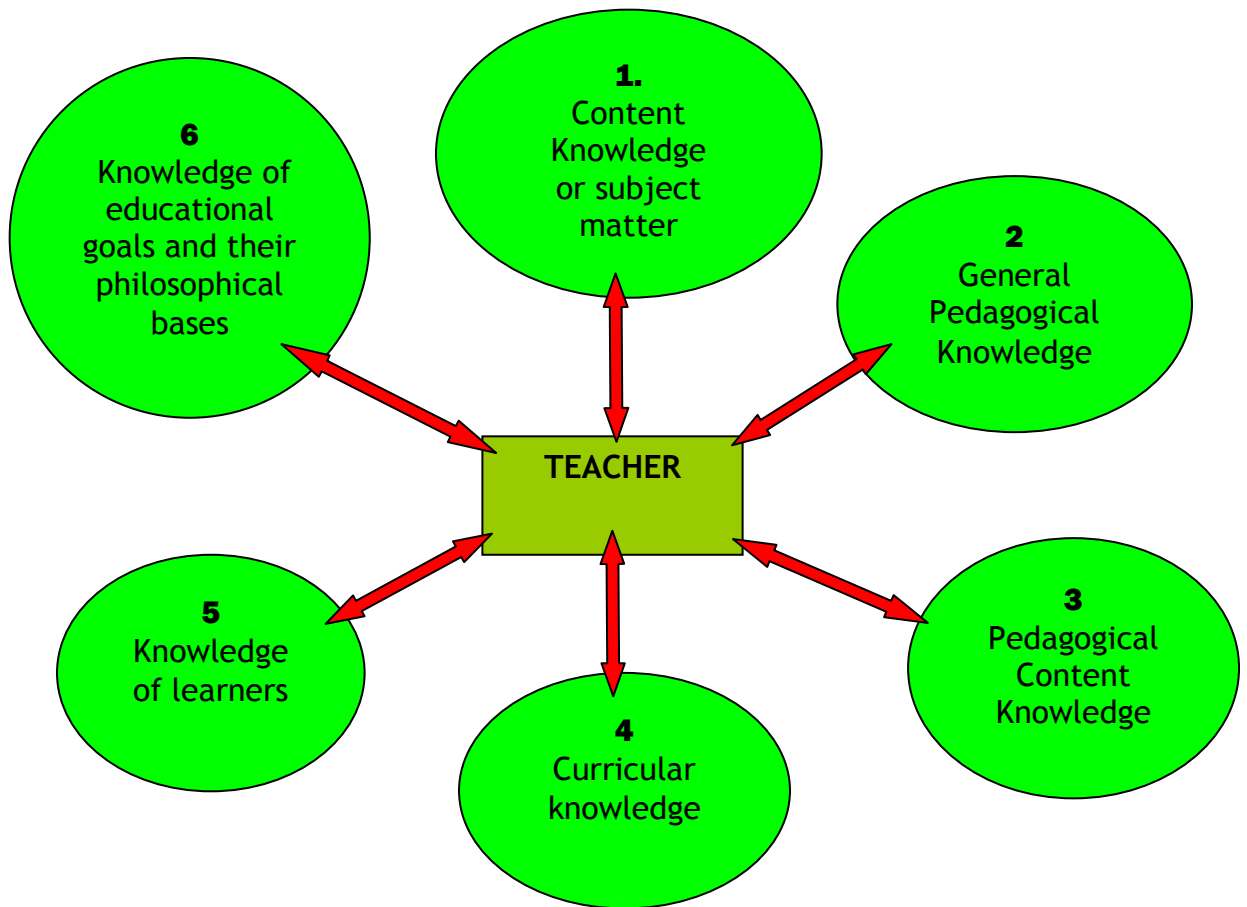 1.
Content
Knowledge
or subject
matter
2
General
Pedagogical
Knowledge
3
Pedagogical
Content
Knowledge
4
Curricular
knowledge
5
Knowledge
of learners
6
Knowledge of
educational
goals and their
philosophical
bases
TEACHER